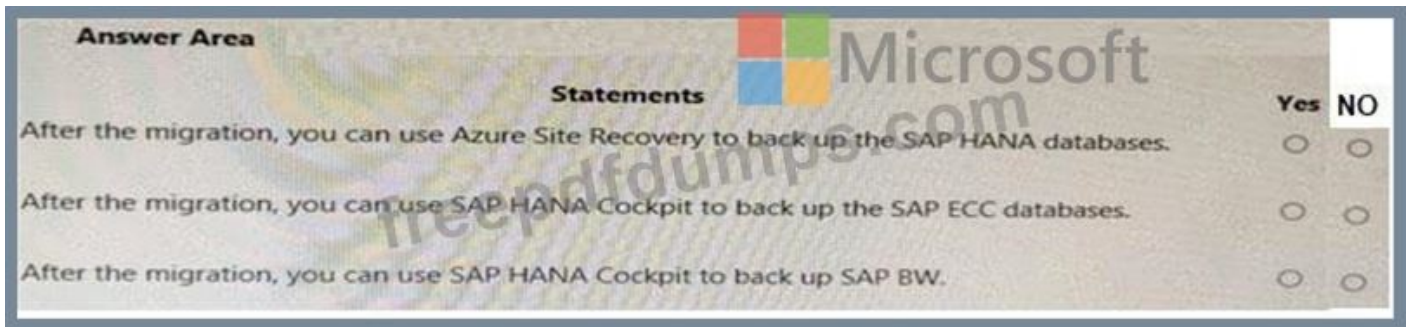 Answer Area
Microsoft
Statements
Yes NO
freepdfdumps.com
After the migration, you can use Azure Site Recovery to back up the SAP HANA databases.
After the migration, you can use SAP HANA Cockpit to back up the SAP ECC databases.
After the migration, you can use SAP HANA Cockpit to back up SAP BW.